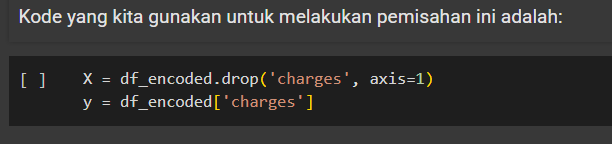 Kode yang kita gunakan untuk melakukan pemisahan ini adalah:
[ ] X = df_encoded.drop('charges', axis=1)
y = df_encoded['charges']